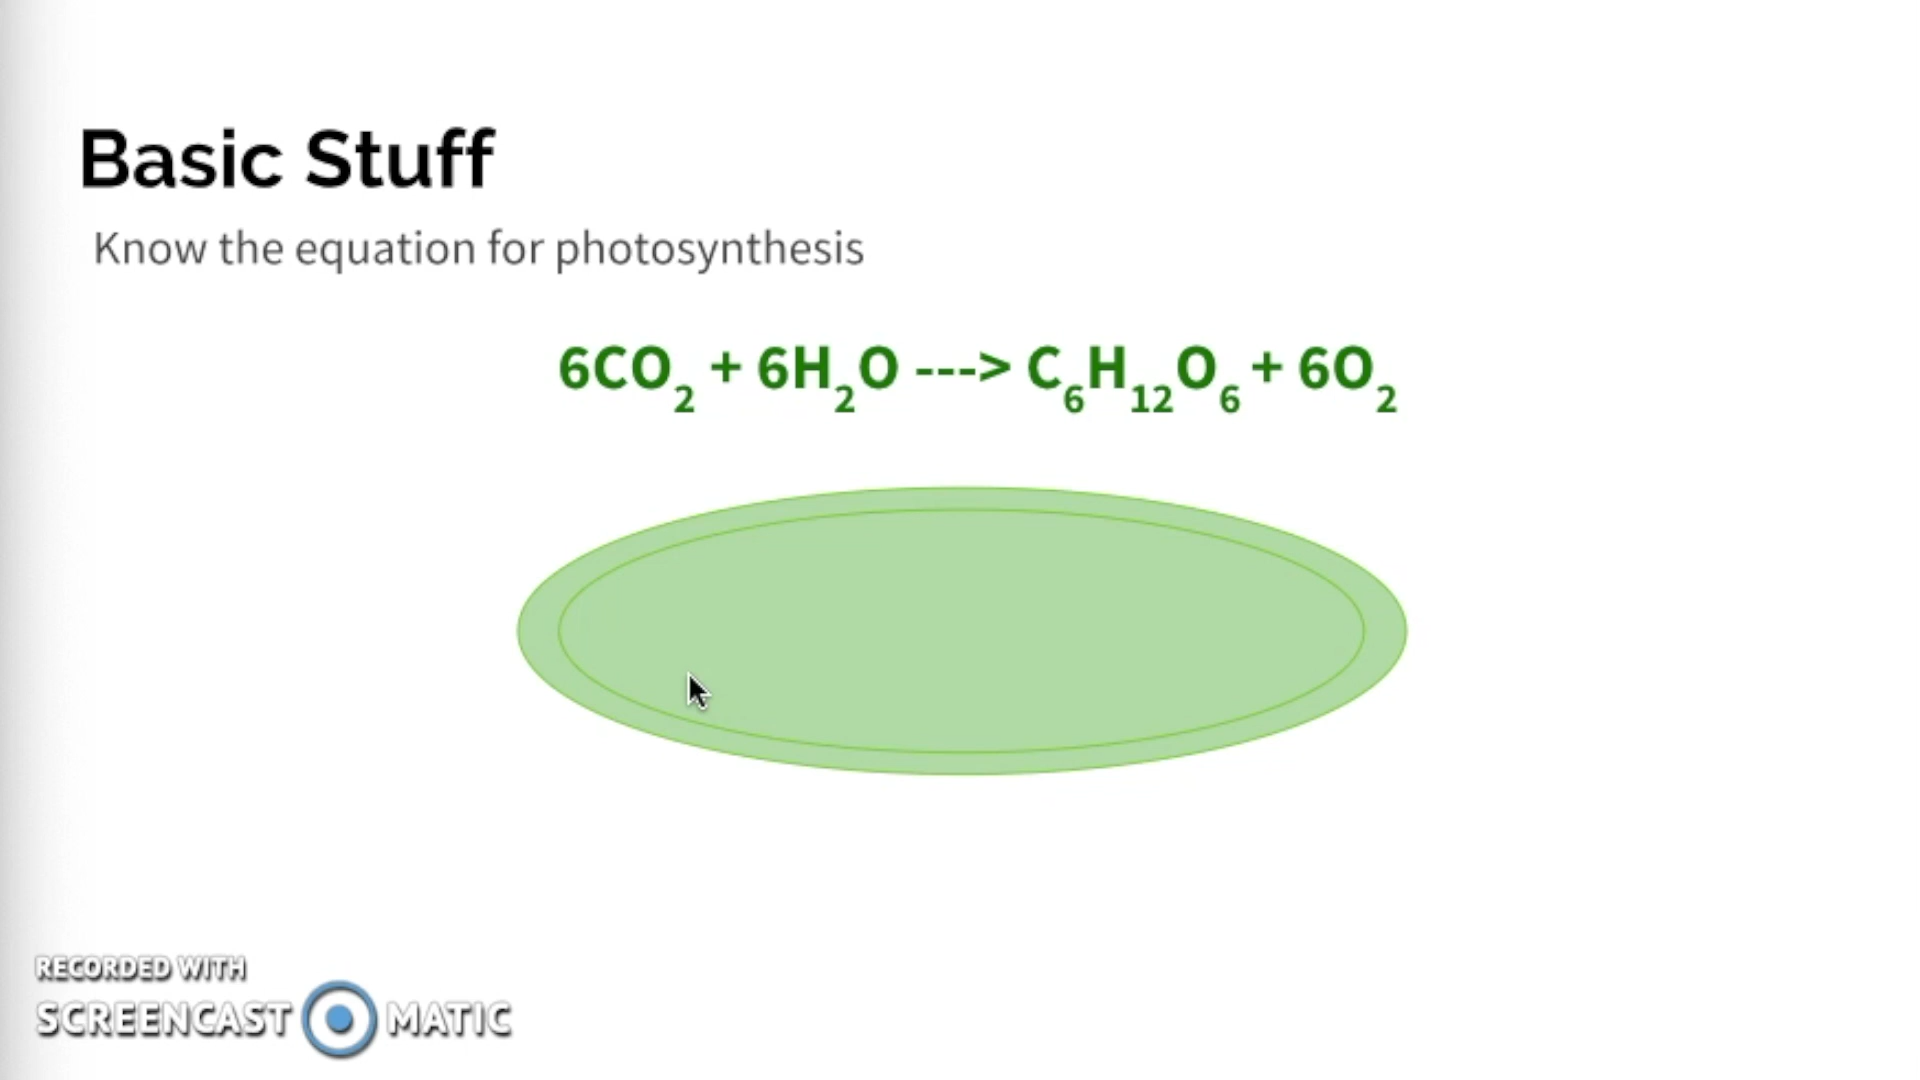 Basic Stuff
Know the equation for photosynthesis
6CO₂ + 6H₂O ---> C₆H₁₂O₆ + 6O₂
RECORDED WITH
SCREENCAST MATIC